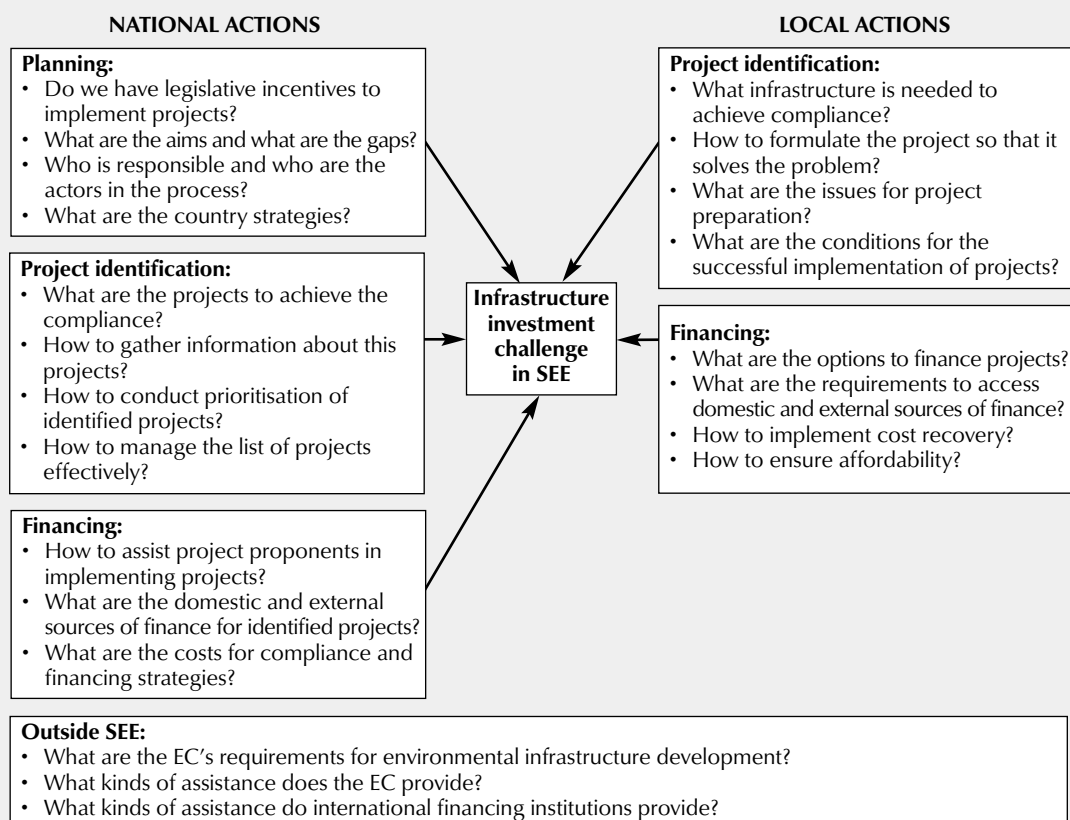 NATIONAL ACTIONS
Planning:
• Do we have legislative incentives to
implement projects?
• What are the aims and what are the gaps?
• Who is responsible and who are the
actors in the process?
• What are the country strategies?
Project identification:
• What are the projects to achieve the
compliance?
• How to gather information about this
projects?
• How to conduct prioritisation of
identified projects?
• How to manage the list of projects
effectively?
Financing:
• How to assist project proponents in
implementing projects?
• What are the domestic and external
sources of finance for identified projects?
• What are the costs for compliance and
financing strategies?
Infrastructure
investment
challenge
in SEE
LOCAL ACTIONS
Project identification:
• What infrastructure is needed to
achieve compliance?
• How to formulate the project so that it
solves the problem?
• What are the issues for project
preparation?
• What are the conditions for the
successful implementation of projects?
Financing:
• What are the options to finance projects?
• What are the requirements to access
domestic and external sources of finance?
• How to implement cost recovery?
• How to ensure affordability?
Outside SEE:
• What are the EC’s requirements for environmental infrastructure development?
• What kinds of assistance does the EC provide?
• What kinds of assistance do international financing institutions provide?